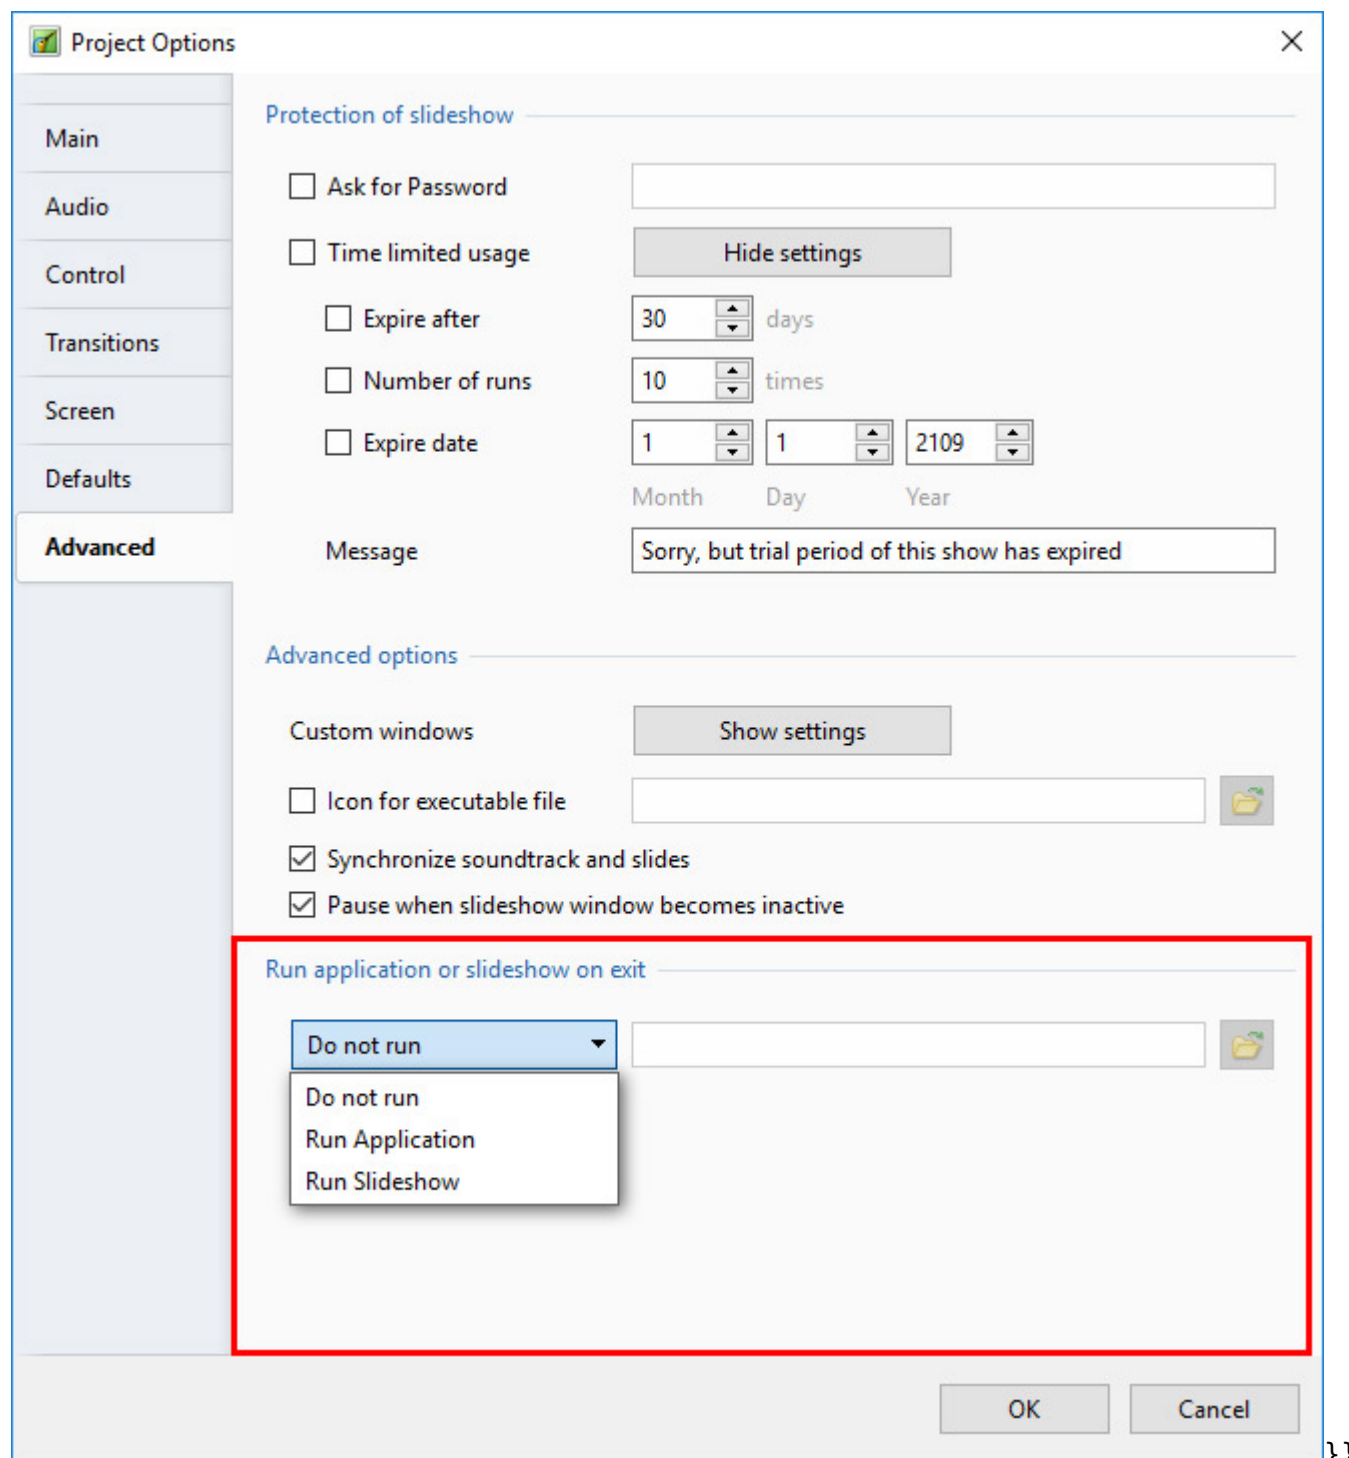 Project Options
Main
Audio
Control
Transitions
Screen
Defaults
Advanced
Protection of slideshow
Ask for Password
Time limited usage Hide settings
Expire after 30 days
Number of runs 10 times
Expire date 1 1 2109
Month Day Year
Message Sorry, but trial period of this show has expired
Advanced options
Custom windows Show settings
Icon for executable file
Synchronize soundtrack and slides
Pause when slideshow window becomes inactive
Run application or slideshow on exit
Do not run
Do not run
Run Application
Run Slideshow
OK Cancel
}}